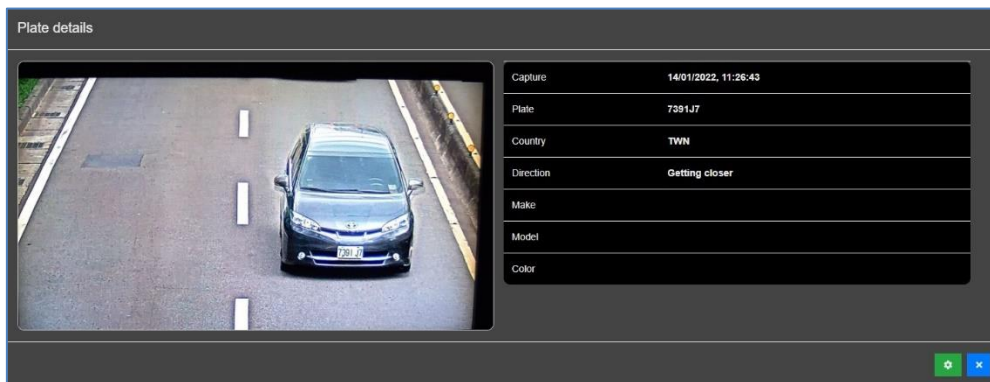 Plate details
Capture 14/01/2022, 11:26:43
Plate 7391J7
Country TWN
Direction Getting closer
Make
Model
Color
7391 J7